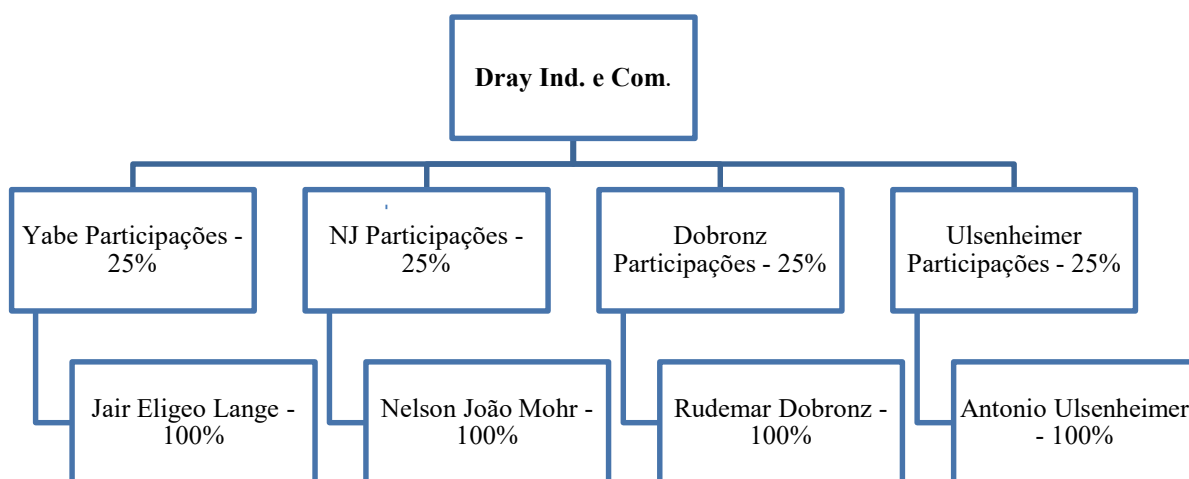 Dray Ind. e Com.
Yabe Participações -
25%
NJ Participações -
25%
Dobronz
Participações - 25%
Ulsenheimer
Participações - 25%
Jair Eligeo Lange -
100%
Nelson João Mohr -
100%
Rudemar Dobronz -
100%
Antonio Ulsenheimer
- 100%